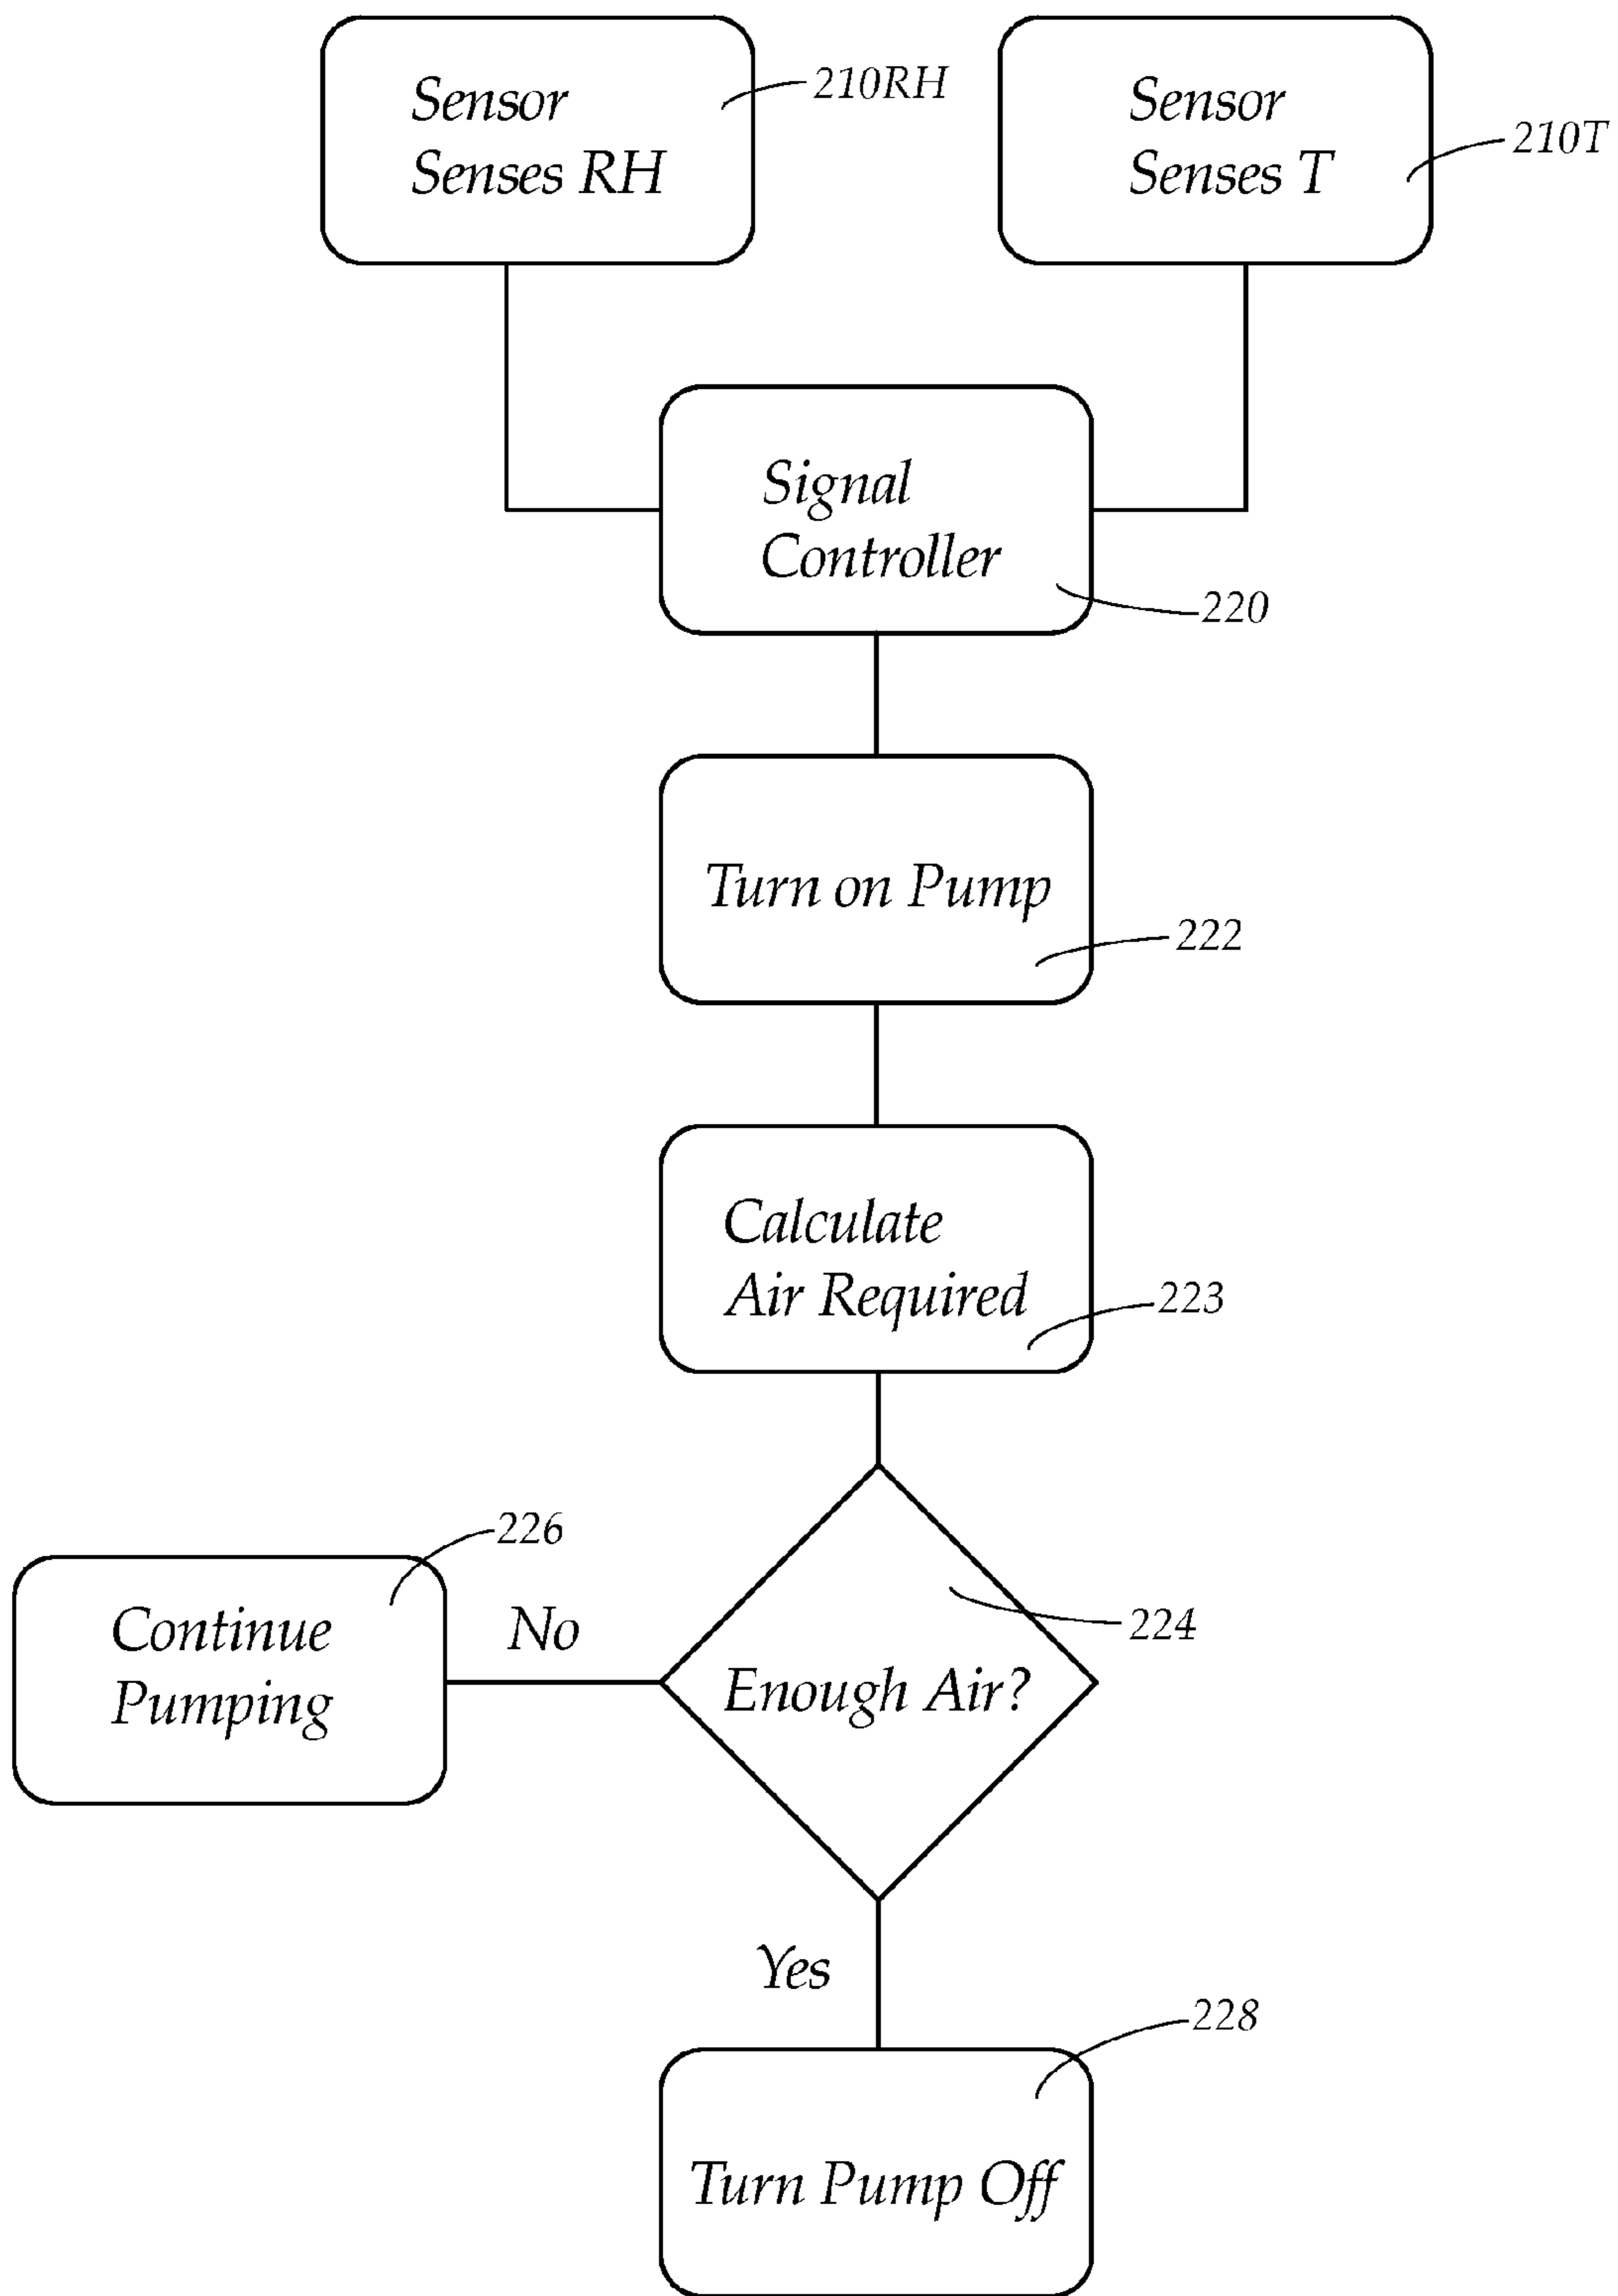 Sensor
Senses RH
210RH
Sensor
Senses T
210T
Signal
Controller
220
Turn on Pump
222
Calculate
Air Required
223
226
Continue
Pumping
No
224
Enough Air?
Yes
228
Turn Pump Off